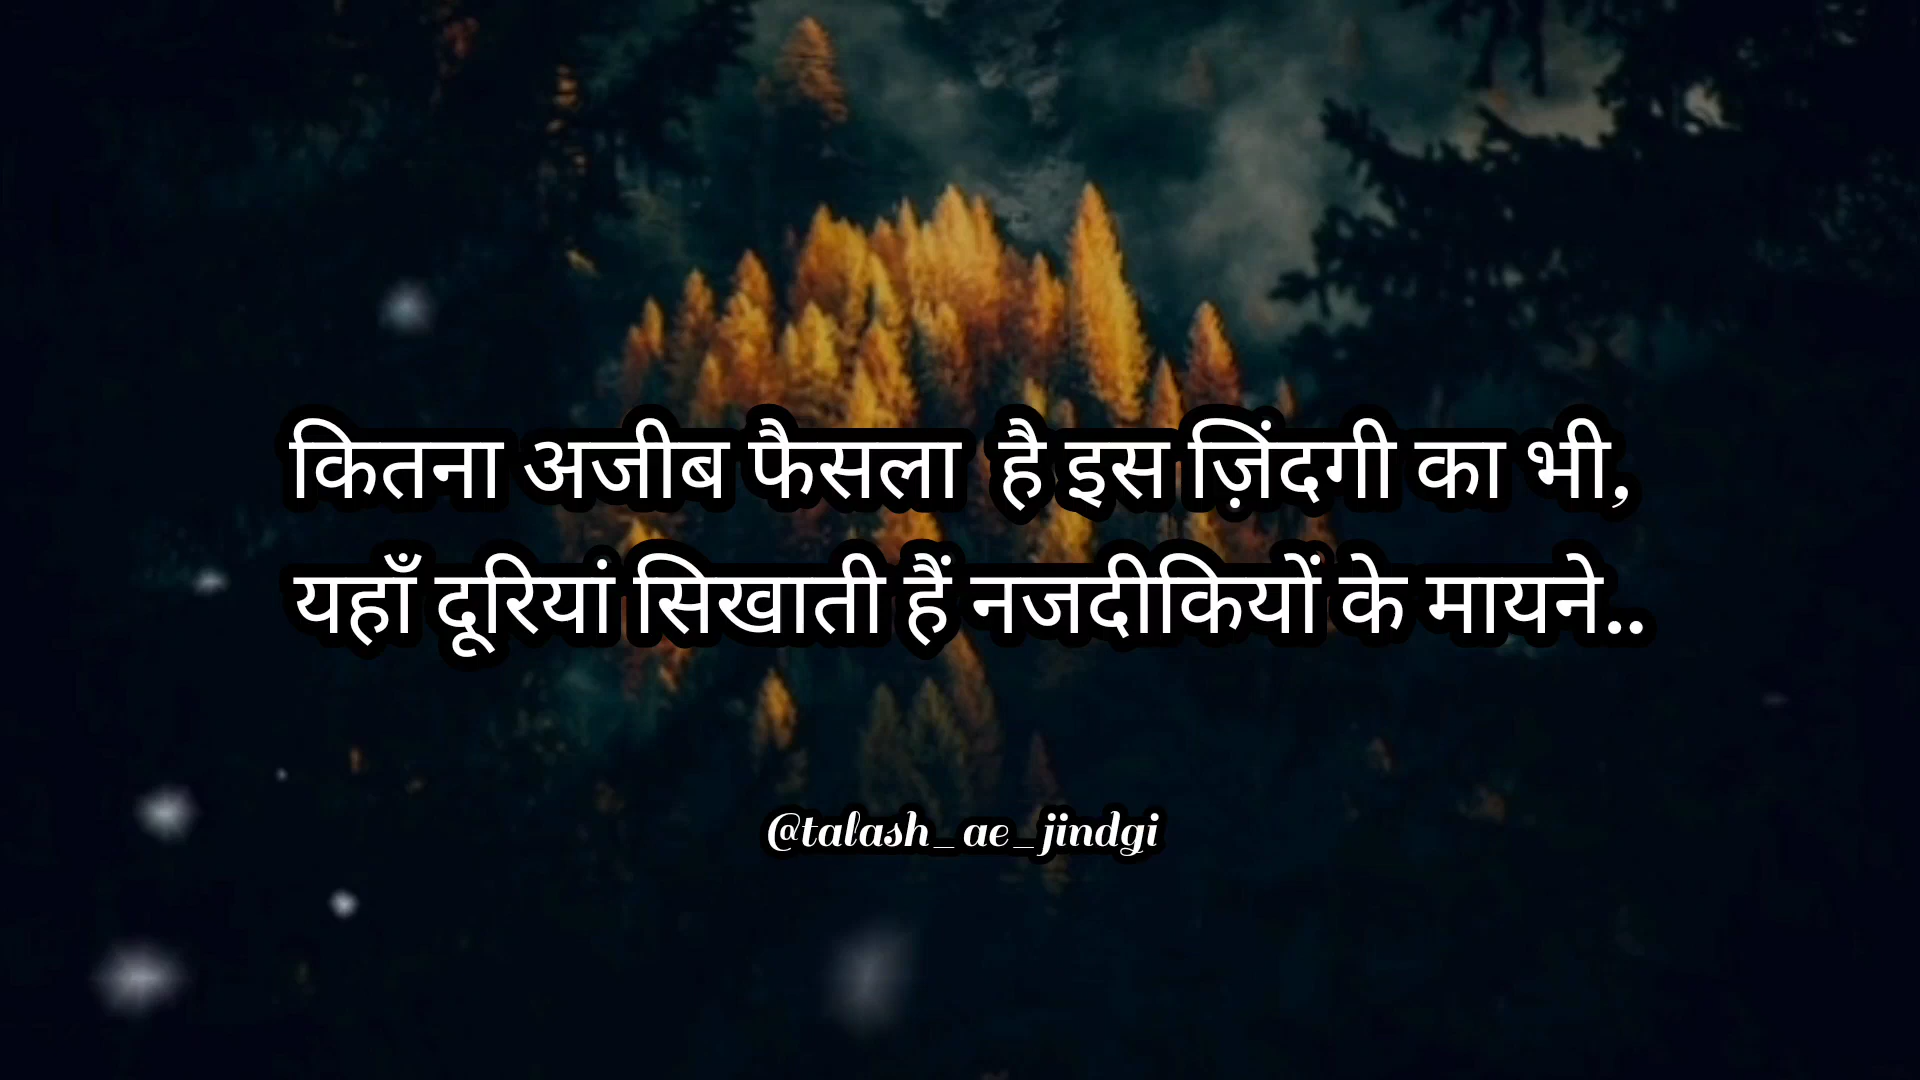 कितना अजीब फैसला  है इस ज़िंदगी का भी,
यहाँ दूरियां सिखाती हैं नजदीकियों के मायने..
@talash_ae_jindgi